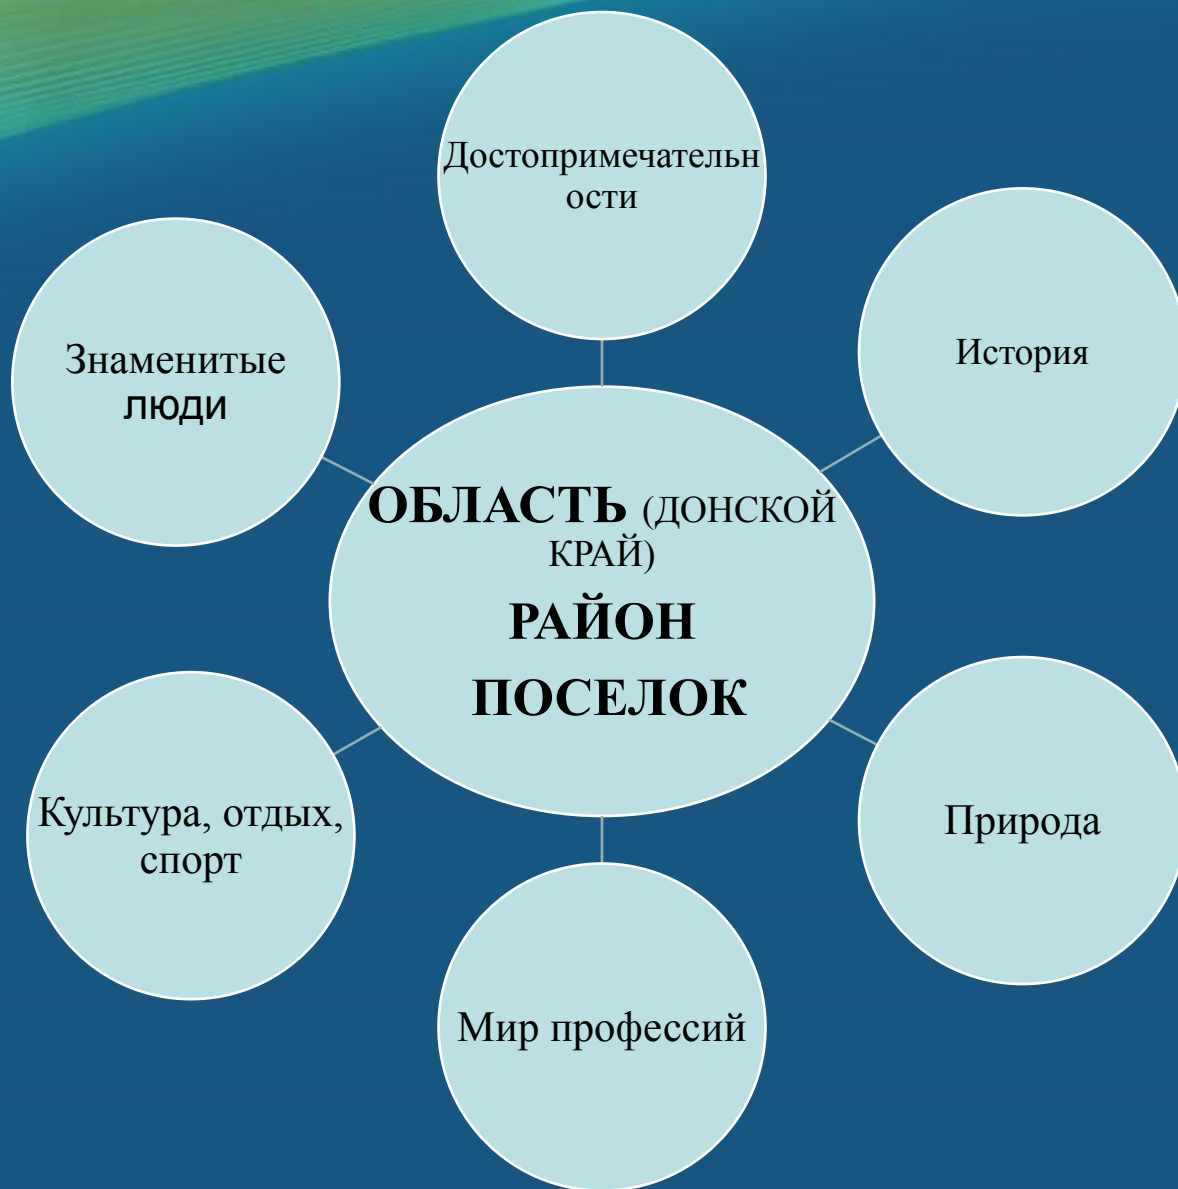 Достопримечательн
ости
История
Знаменитые
люди
ОБЛАСТЬ (ДОНСКОЙ
КРАЙ)
РАЙОН
ПОСЕЛОК
Природа
Культура, отдых,
спорт
Мир профессий